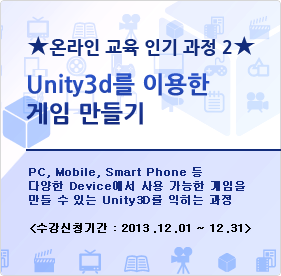 ★온라인 교육 인기 과정 2★
Unity3d를 이용한
게임 만들기
PC, Mobile, Smart Phone 등
다양한 Device에서 사용 가능한 게임을
만들 수 있는 Unity3D를 익히는 과정
<수강신청기간 : 2013.12.01 ~ 12.31>